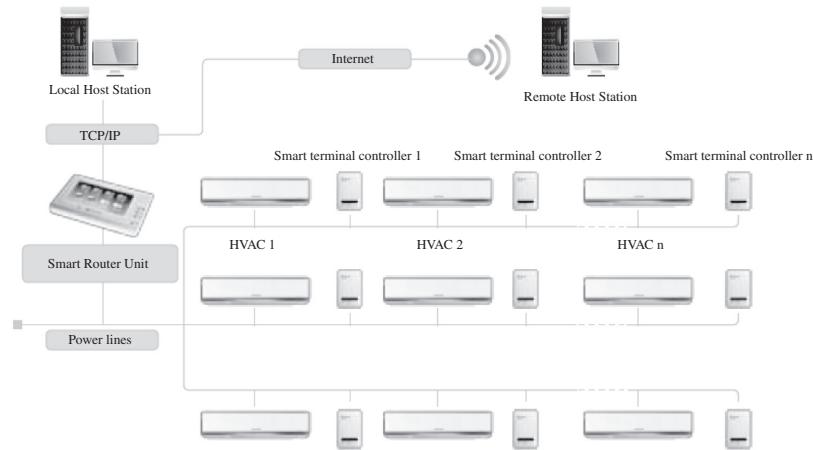 Internet
Local Host Station
Remote Host Station
TCP/IP
Smart terminal controller 1
Smart terminal controller 2
Smart terminal controller n
HVAC 1
HVAC 2
HVAC n
Smart Router Unit
Power lines